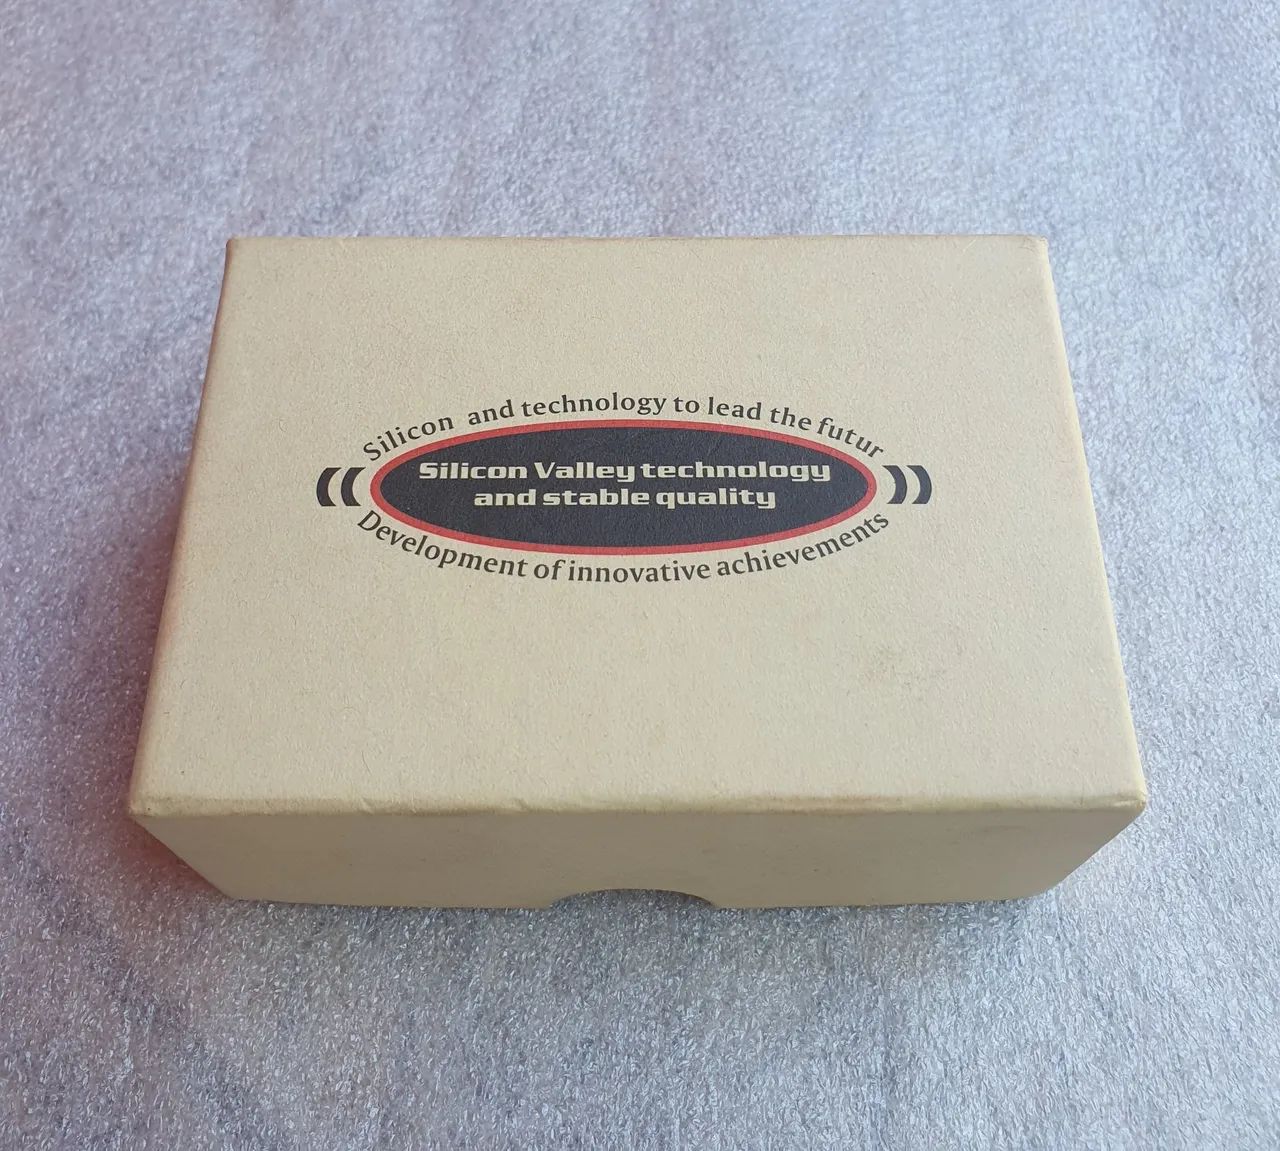 Silicon and technology to lead the futur
Silicon Valley technology
and stable quality
Development of innovative achievements